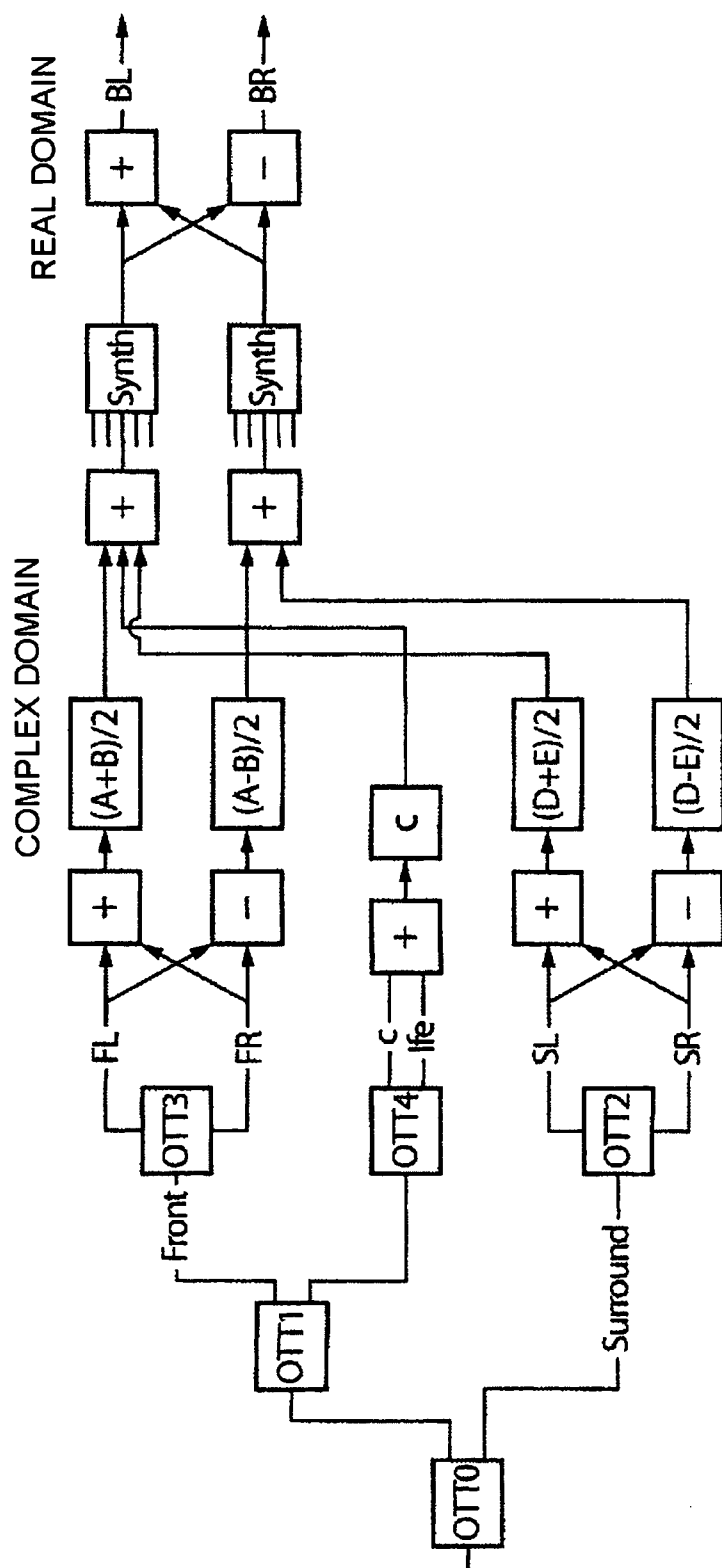 COMPLEX DOMAIN
REAL DOMAIN
OTT0
OTT1
Surround
Front
OTT3
FL
FR
+
-
(A+B)/2
(A-B)/2
OTT4
c
lfe
+
c
OTT2
SL
SR
+
-
(D+E)/2
(D-E)/2
+
+
Synth
Synth
+
-
BL
BR